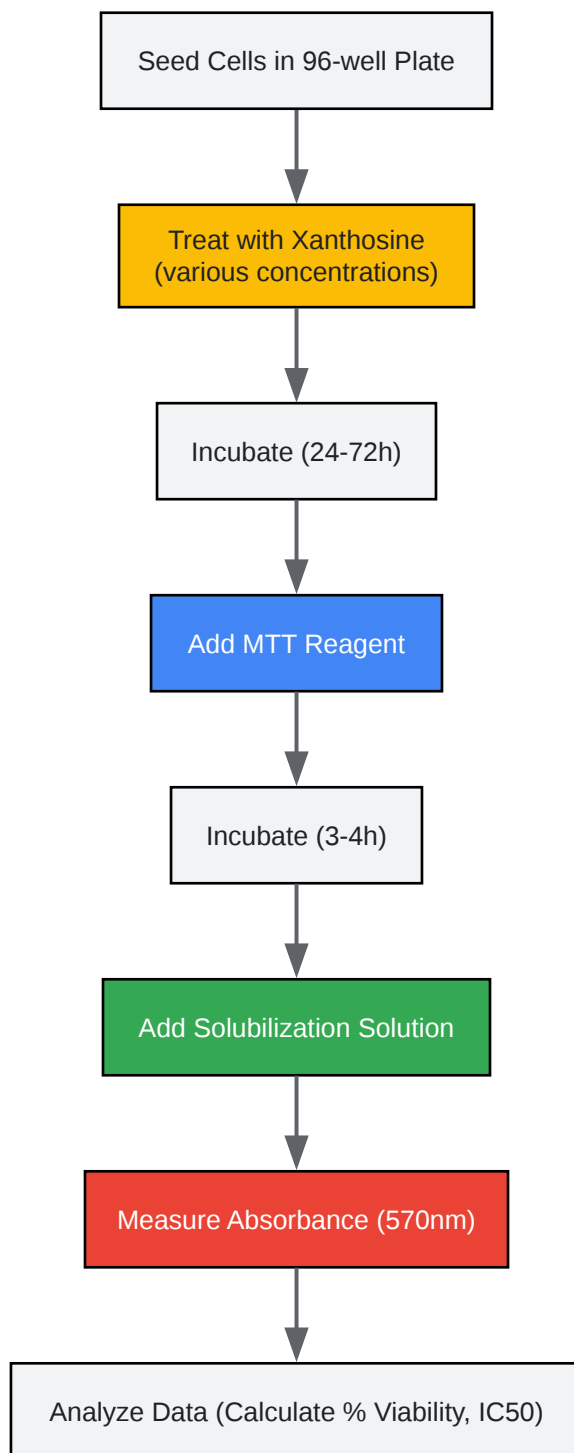 Seed Cells in 96-well Plate
Treat with Xanthosine
(various concentrations)
Incubate (24-72h)
Add MTT Reagent
Incubate (3-4h)
Add Solubilization Solution
Measure Absorbance (570nm)
Analyze Data (Calculate % Viability, IC50)